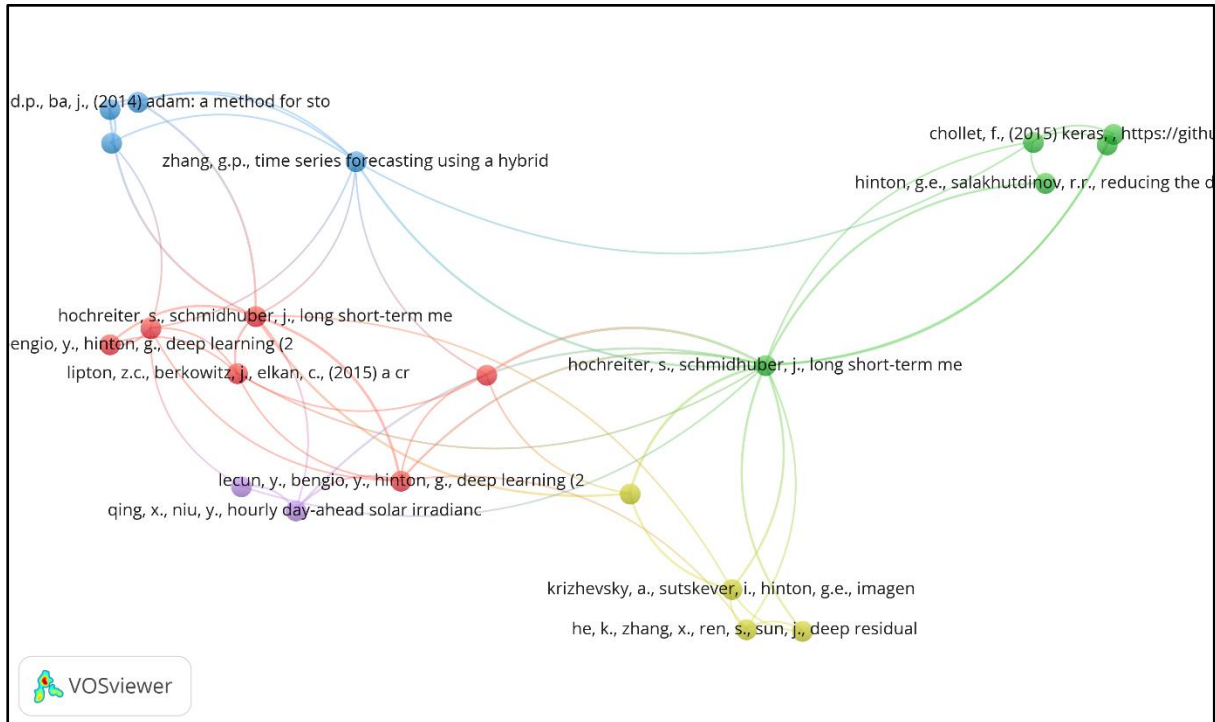 d.p., ba, j., (2014) adam: a method for sto
chollet, f., (2015) keras, , https://githu
zhang, g.p., time series forecasting using a hybrid
hinton, g.e., salakhutdinov, r.r., reducing the d
hochreiter, s., schmidhuber, j., long short-term me
engio, y., hinton, g., deep learning (2
lipton, z.c., berkowitz, j., elkan, c., (2015) a cr
hochreiter, s., schmidhuber, j., long short-term me
lecun, y., bengio, y., hinton, g., deep learning (2
qing, x., niu, y., hourly day-ahead solar irradianc
krizhevsky, a., sutskever, i., hinton, g.e., imagen
he, k., zhang, x., ren, s., sun, j., deep residual
VOSviewer